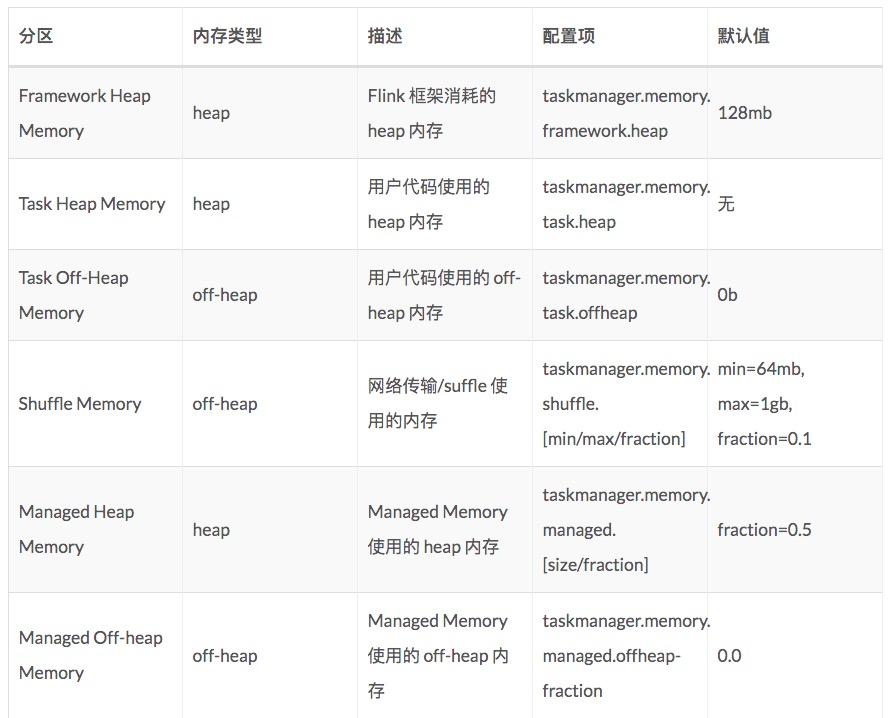 分区 内存类型 描述 配置项 默认值
Framework Heap
Memory
heap
Flink 框架消耗的
heap 内存
taskmanager.memory.
framework.heap
128mb
Task Heap Memory
heap
用户代码使用的
heap 内存
taskmanager.memory.
task.heap
无
Task Off-Heap
Memory
off-heap
用户代码使用的 off-
heap 内存
taskmanager.memory.
task.offheap
0b
Shuffle Memory
off-heap
网络传输/suffle 使
用的内存
taskmanager.memory.
shuffle.
[min/max/fraction]
min=64mb,
max=1gb,
fraction=0.1
Managed Heap
Memory
heap
Managed Memory
使用的 heap 内存
taskmanager.memory.
managed.
[size/fraction]
fraction=0.5
Managed Off-heap
Memory
off-heap
Managed Memory
使用的 off-heap 内
存
taskmanager.memory.
managed.offheap-
fraction
0.0